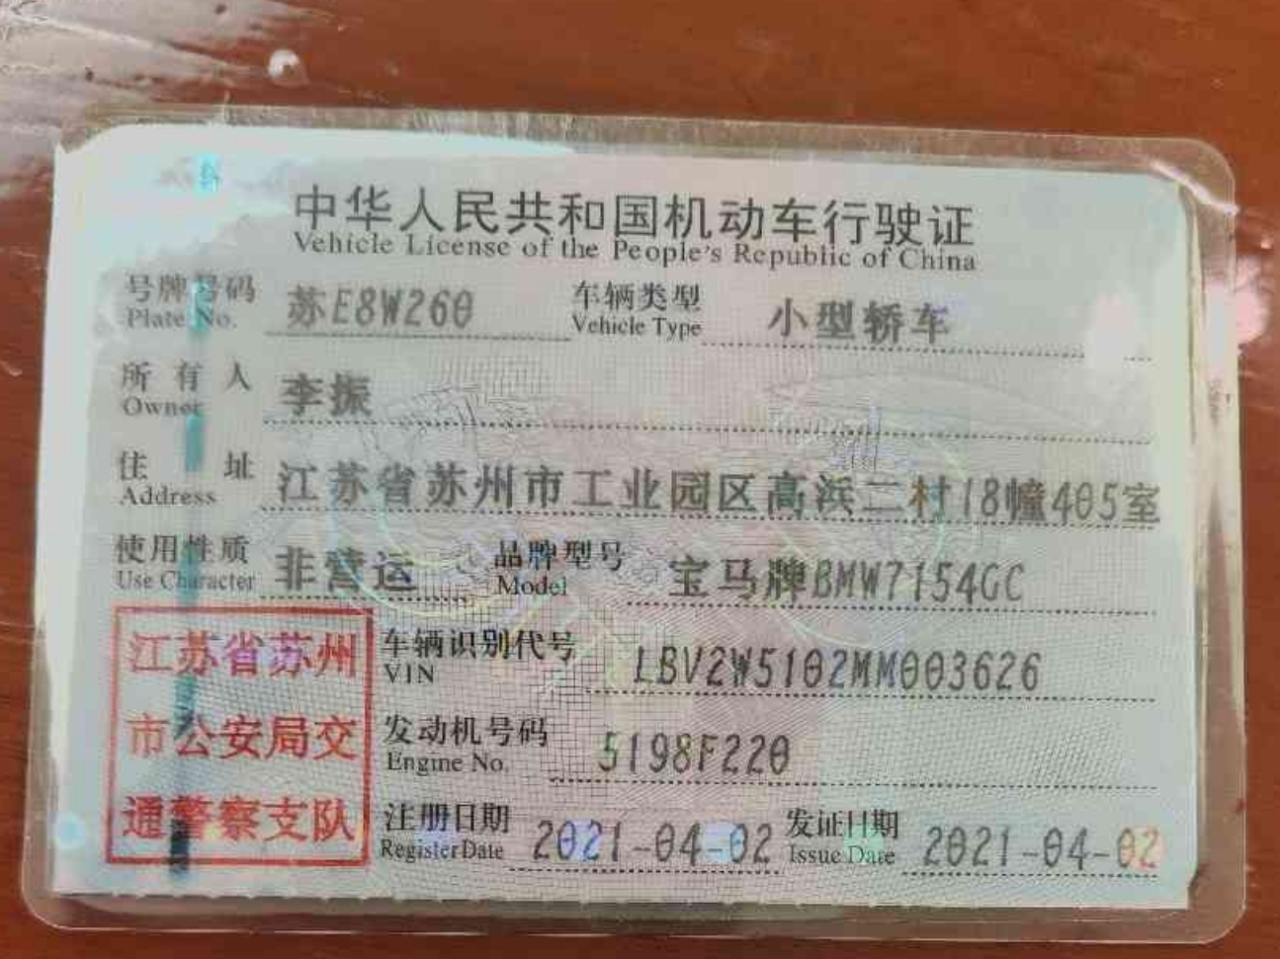 中华人民共和国机动车行驶证
Vehicle License of the People's Republic of China
号牌号码 苏E8W260 车辆类型 小型轿车
Plate No. Vehicle Type
所有人 李振
Owner
住址 江苏省苏州市工业园区高浜二村18幢405室
Address
使用性质 非营运 品牌型号 宝马牌BMW7154GC
Use Character Model
江苏省苏州
市公安局交
通警察支队
车辆识别代号 LBV2W5102MM003626
VIN
发动机号码 5198F220
Engine No.
注册日期 2021-04-02 发证日期 2021-04-02
Register Date Issue Date